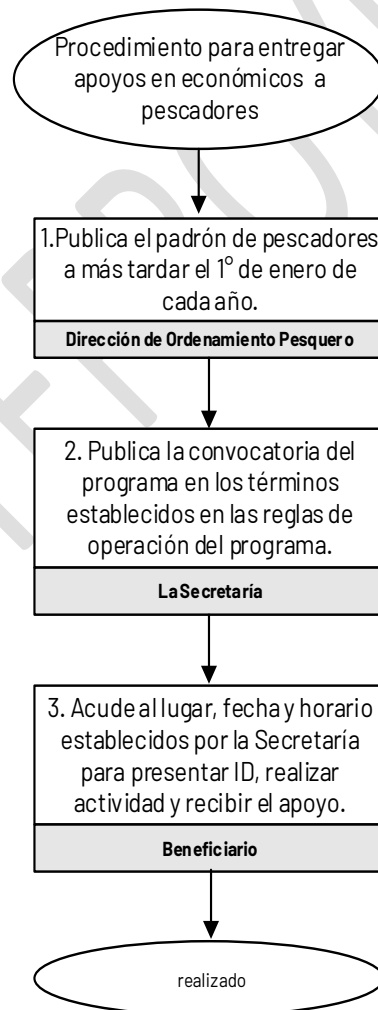 Procedimiento para entregar
apoyos en económicos a
pescadores
1.Publica el padrón de pescadores
a más tardar el 1° de enero de
cada año.
Dirección de Ordenamiento Pesquero
2. Publica la convocatoria del
programa en los términos
establecidos en las reglas de
operación del programa.
La Secretaría
3. Acude al lugar, fecha y horario
establecidos por la Secretaría
para presentar ID, realizar
actividad y recibir el apoyo.
Beneficiario
realizado